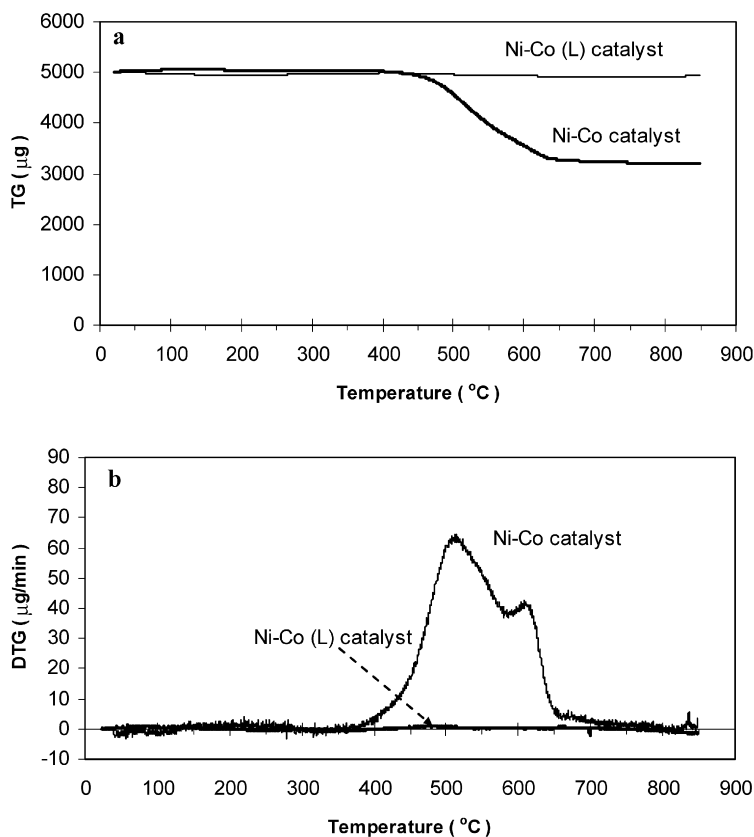 a
6000
5000
4000
3000
2000
1000
0
TG ( µg)
Ni-Co (L) catalyst
Ni-Co catalyst
0 100 200 300 400 500 600 700 800 900
Temperature ( °C )
b
90
80
70
60
50
40
30
20
10
0
-10
DTG ( µg/min)
Ni-Co catalyst
Ni-Co (L) catalyst
0 100 200 300 400 500 600 700 800 900
Temperature ( °C )